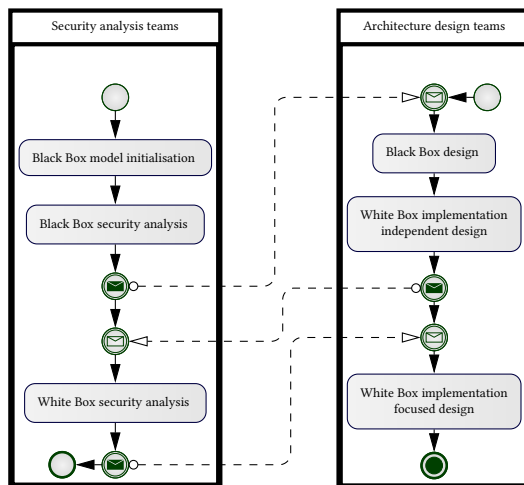 Security analysis teams
Black Box model initialisation
Black Box security analysis
White Box security analysis
Architecture design teams
Black Box design
White Box implementation
independent design
White Box implementation
focused design